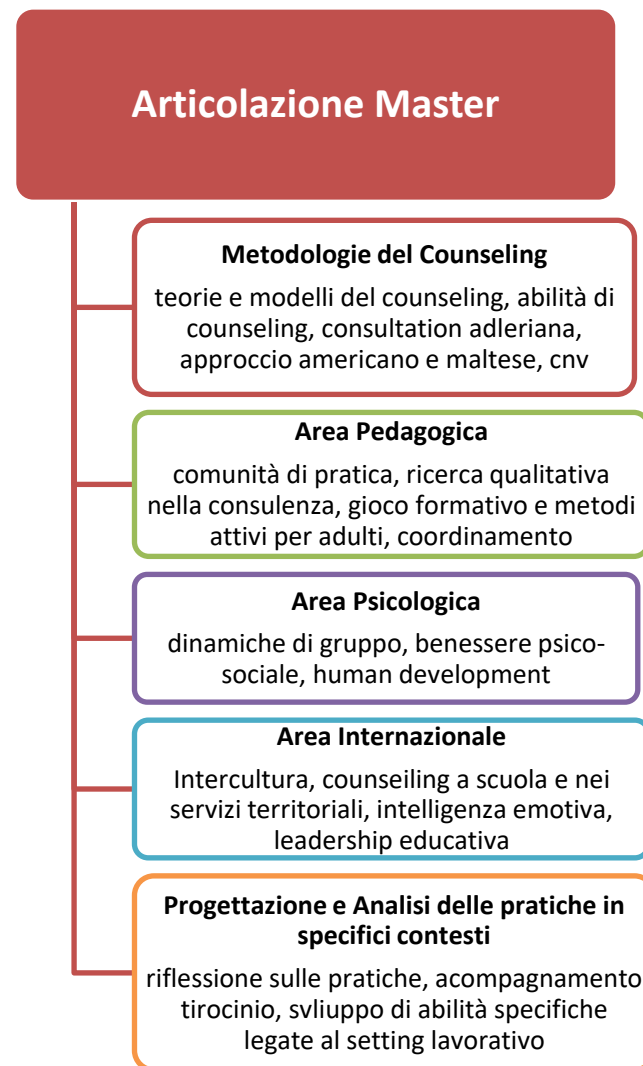 Articolazione Master
Metodologie del Counseling
teorie e modelli del counseling, abilità di
counseling, consultation adleriana,
approccio americano e maltese, cnv
Area Pedagogica
comunità di pratica, ricerca qualitativa
nella consulenza, gioco formativo e metodi
attivi per adulti, coordinamento
Area Psicologica
dinamiche di gruppo, benessere psico-
sociale, human development
Area Internazionale
Intercultura, counseiling a scuola e nei
servizi territoriali, intelligenza emotiva,
leadership educativa
Progettazione e Analisi delle pratiche in
specifici contesti
riflessione sulle pratiche, acompagnamento
tirocinio, svliuppo di abilità specifiche
legate al setting lavorativo